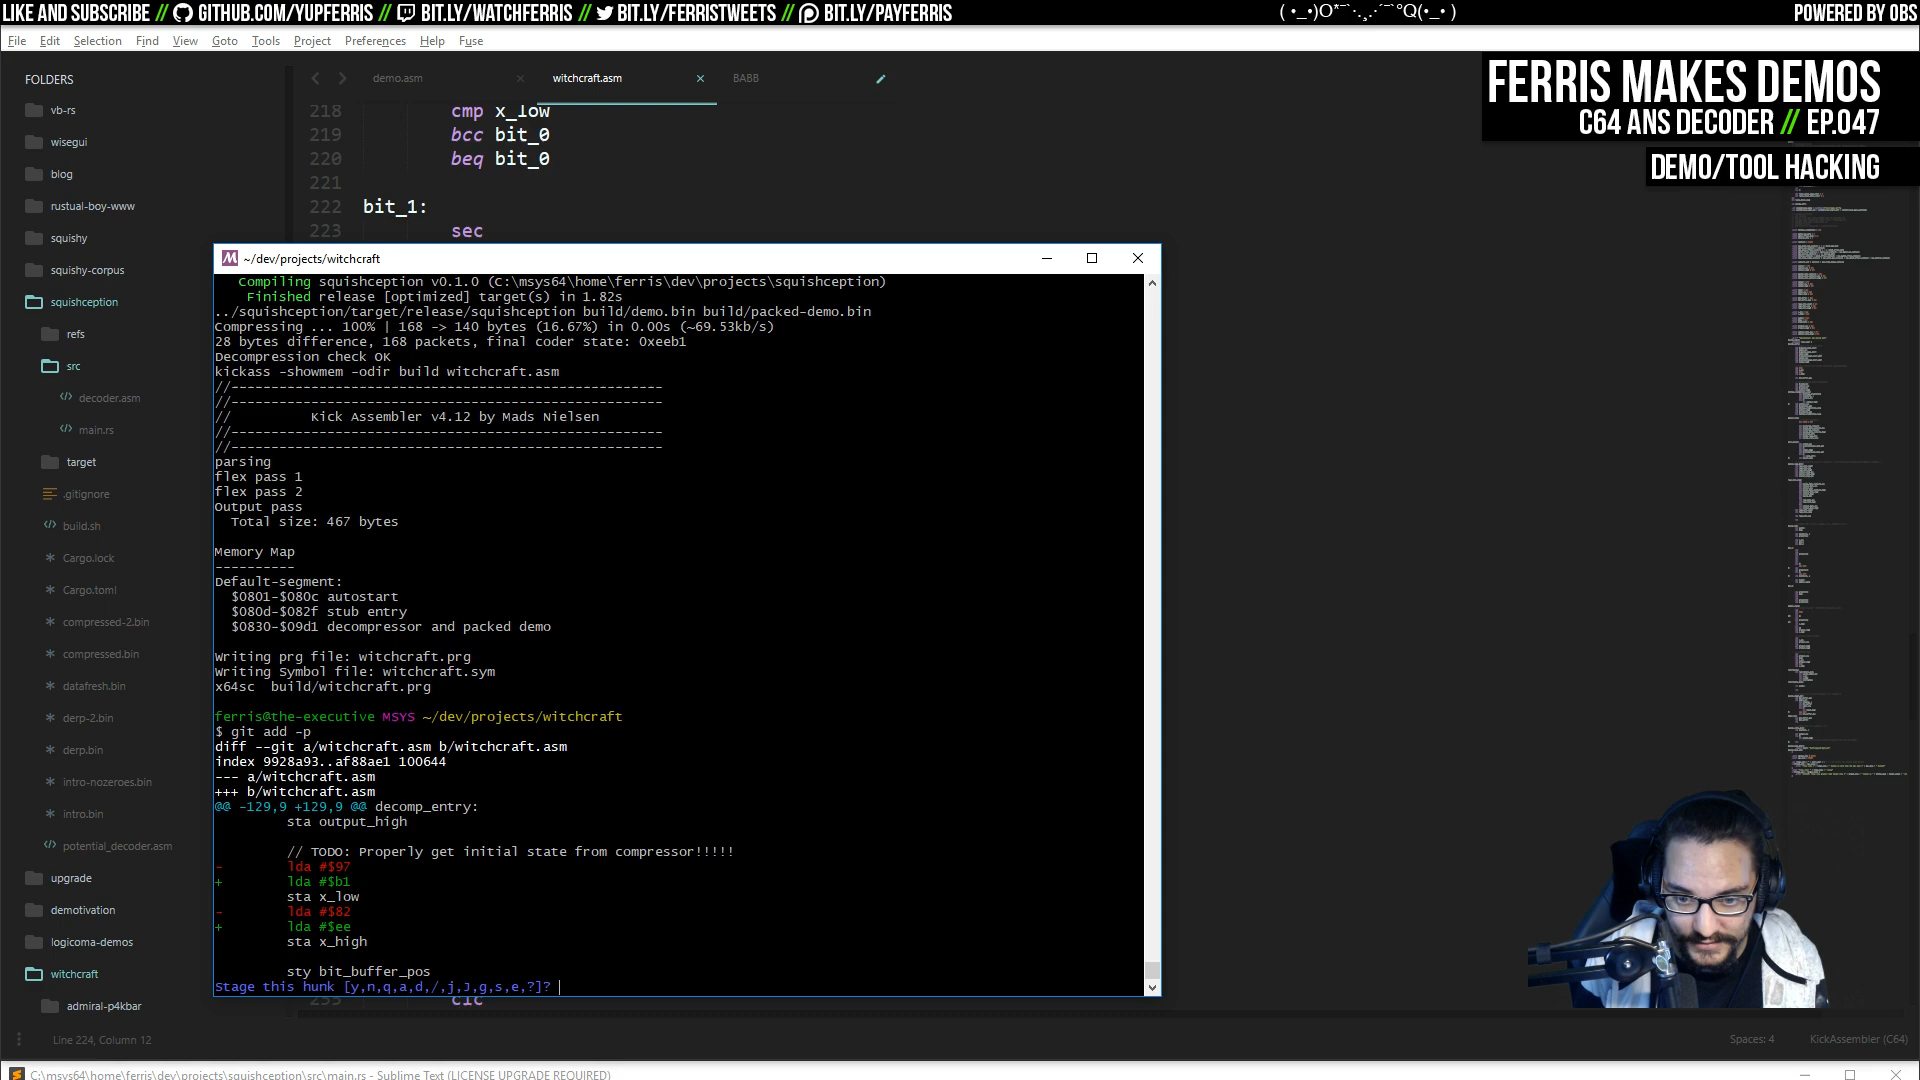 LIKE AND SUBSCRIBE // GITHUB.COM/YUPFERRIS // BIT.LY/WATCHFERRIS // BIT.LY/FERRISTWEETS // BIT.LY/PAYFERRIS
POWERED BY OBS
File Edit Selection Find View Goto Tools Project Preferences Help Fuse
FERRIS MAKES DEMOS
C64 ANS DECODER // EP.047
DEMO/TOOL HACKING
FOLDERS
vb-rs
wisegui
blog
rustual-boy-www
squishy
squishy-corpus
squishception
refs
src
decoder.asm
main.rs
target
.gitignore
build.sh
Cargo.lock
Cargo.toml
compressed-2.bin
compressed.bin
datafresh.bin
derp-2.bin
derp.bin
intro-nozeroes.bin
intro.bin
potential_decoder.asm
upgrade
demotivation
logicoma-demos
witchcraft
admiral-p4kbar
demo.asm
witchcraft.asm
BABB
218 cmp x_low
219 bcc bit_0
220 beq bit_0
221
222 bit_1:
223 sec
~/dev/projects/witchcraft
Compiling squishception v0.1.0 (C:\msys64\home\ferris\dev\projects\squishception)
Finished release [optimized] target(s) in 1.82s
../squishception/target/release/squishception build/demo.bin build/packed-demo.bin
Compressing ... 100% | 168 -> 140 bytes (16.67%) in 0.00s (~69.53kb/s)
28 bytes difference, 168 packets, final coder state: 0xeeb1
Decompression check OK
kickass -showmem -odir build witchcraft.asm
//------------------------------------------------------
//------------------------------------------------------
//          Kick Assembler v4.12 by Mads Nielsen
//------------------------------------------------------
//------------------------------------------------------
parsing
flex pass 1
flex pass 2
Output pass
Total size: 467 bytes
Memory Map
----------
Default-segment:
$0801-$080c autostart
$080d-$082f stub entry
$0830-$09d1 decompressor and packed demo
Writing prg file: witchcraft.prg
Writing Symbol file: witchcraft.sym
x64sc  build/witchcraft.prg
ferris@the-executive MSYS ~/dev/projects/witchcraft
$ git add -p
diff --git a/witchcraft.asm b/witchcraft.asm
index 9928a93..af88ae1 100644
--- a/witchcraft.asm
+++ b/witchcraft.asm
@@ -129,9 +129,9 @@ decomp_entry:
sta output_high
// TODO: Properly get initial state from compressor!!!!!
- lda #$97
+ lda #$b1
sta x_low
- lda #$82
+ lda #$ee
sta x_high
sty bit_buffer_pos
Stage this hunk [y,n,q,a,d,/,j,J,g,s,e,?]?
255 clc
Line 224, Column 12
Spaces: 4
KickAssembler (C64)
C:\msys64\home\ferris\dev\projects\squishception\src\main.rs - Sublime Text (LICENSE UPGRADE REQUIRED)